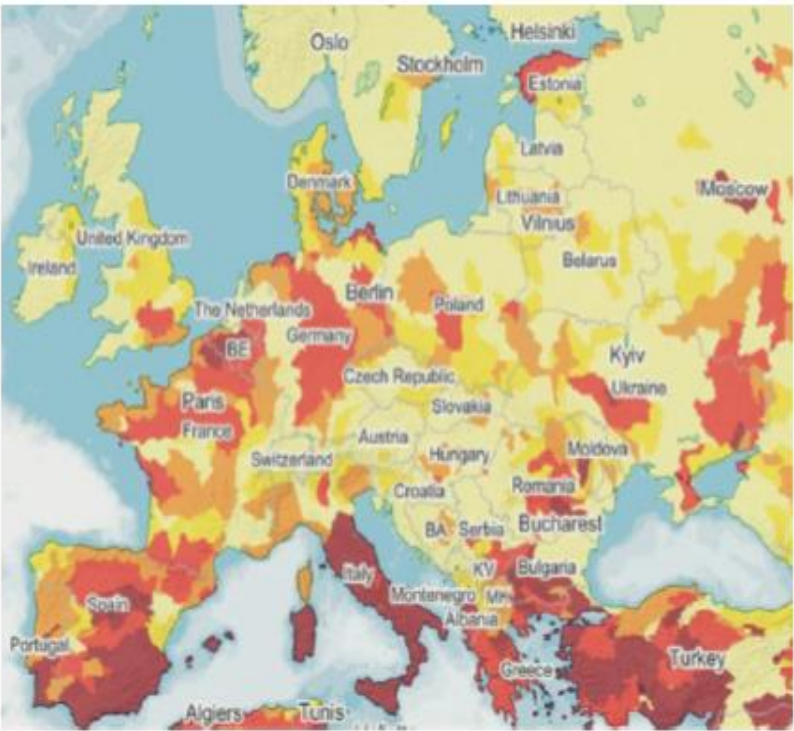 Helsinki
Oslo
Stockholm
Estonia
Latvia
Denmark
Moscow
Lithuania
Vilnius
United Kingdom
Ireland
Belarus
Berlin
The Netherlands
Poland
Germany
BE
Kyiv
Czech Republic
Ukraine
Paris
Slovakia
France
Austria
Moldova
Hungary
Switzerland
Romania
Croatia
Bucharest
BA
Serbia
Bulgaria
KV
Italy
Montenegro
MK
Spain
Albania
Portugal
Turkey
Greece
Algiers
Tunis